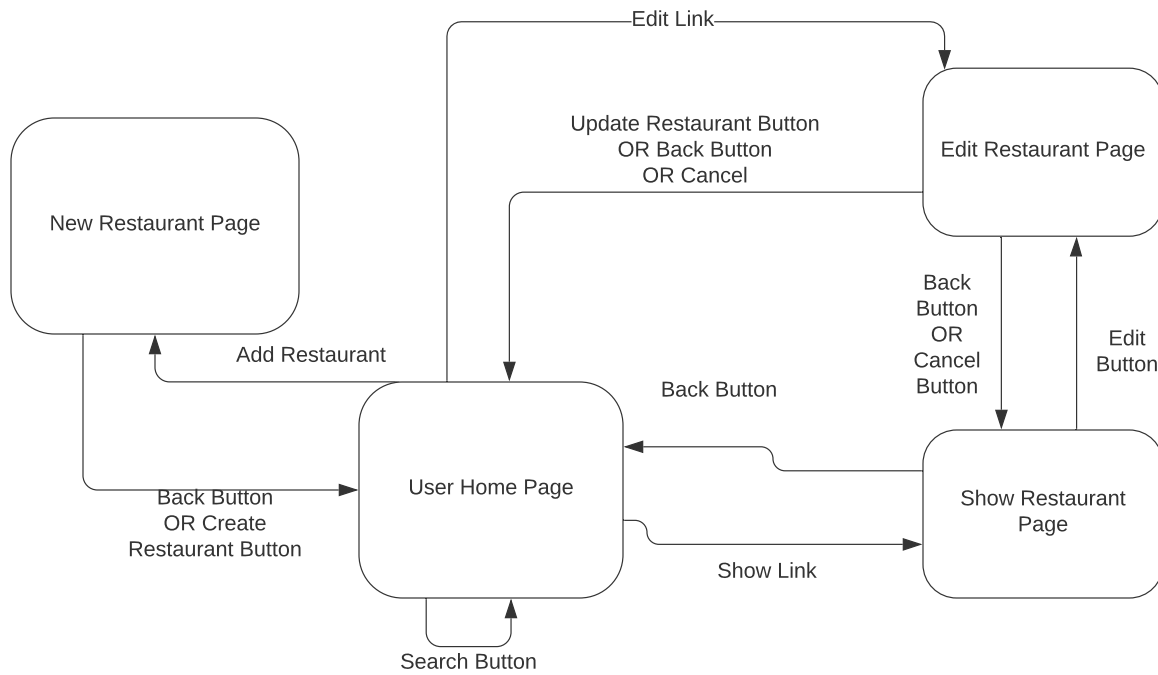 Edit Link
Update Restaurant Button
OR Back Button
OR Cancel
Edit Restaurant Page
New Restaurant Page
Back
Button
OR
Cancel
Button
Edit
Button
Add Restaurant
Back Button
User Home Page
Show Restaurant
Page
Back Button
OR Create
Restaurant Button
Show Link
Search Button